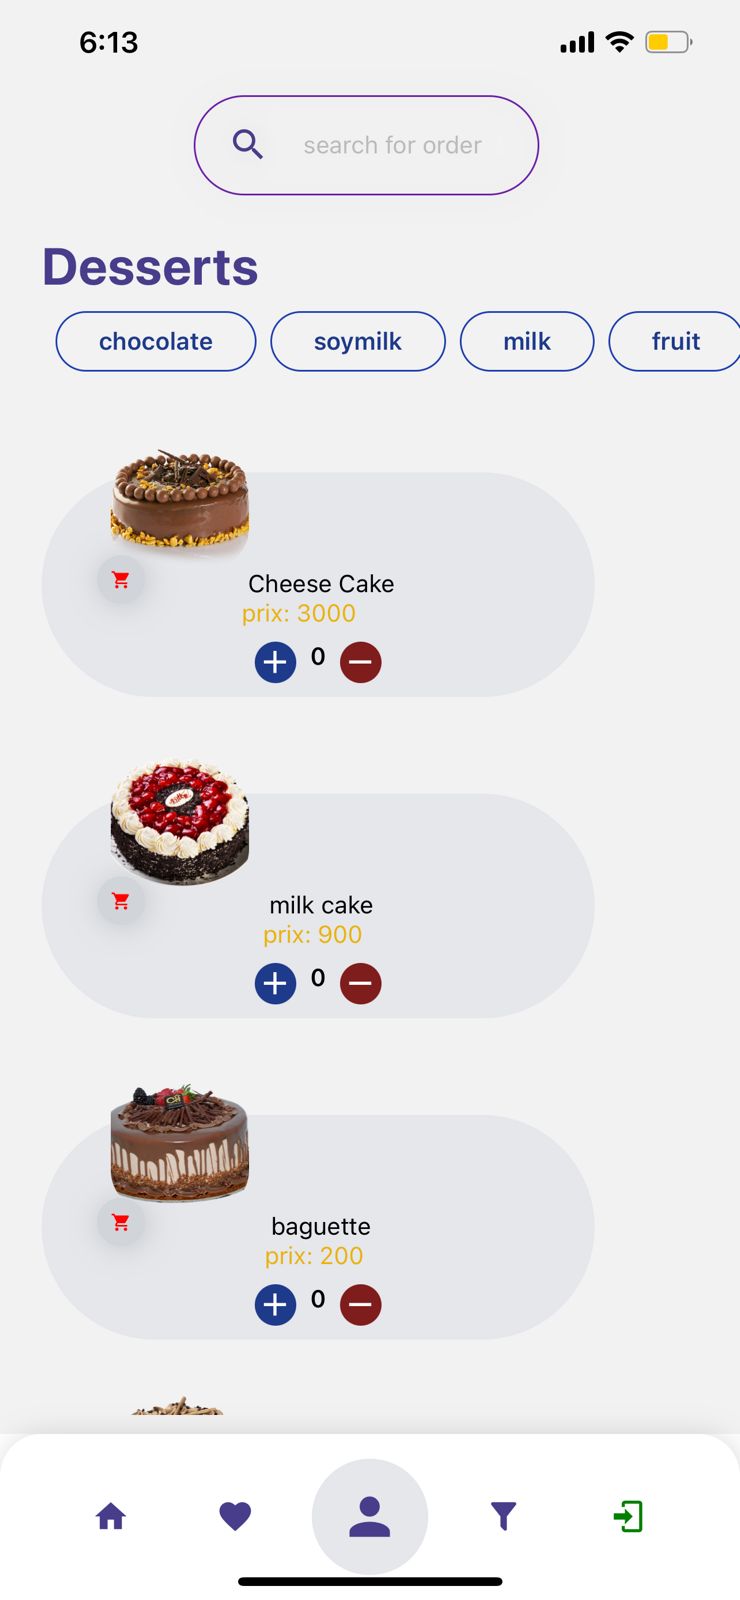 6:13
search for order
Desserts
chocolate soymilk milk fruit
Cheese Cake
prix: 3000
0
milk cake
prix: 900
0
baguette
prix: 200
0